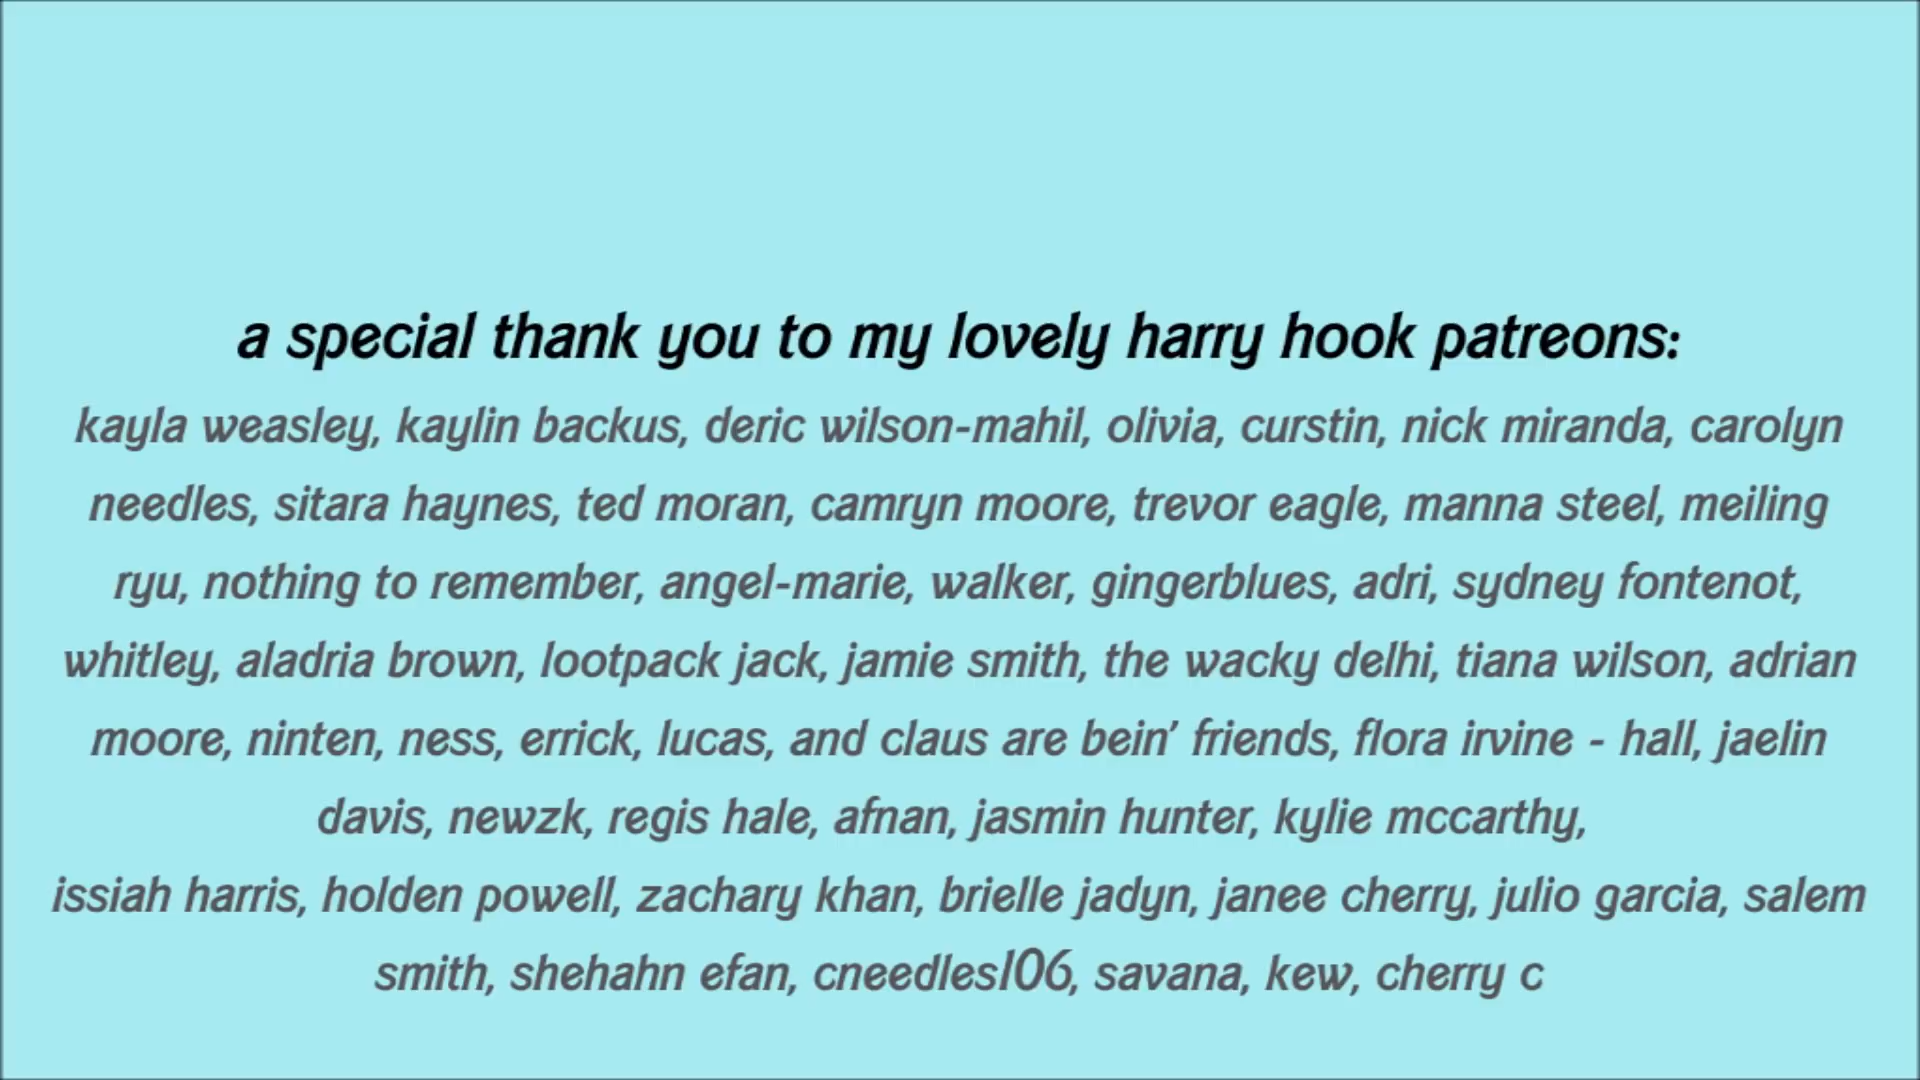 a special thank you to my lovely harry hook patreons:
kayla weasley, kaylin backus, deric wilson-mahil, olivia, curstin, nick miranda, carolyn
needles, sitara haynes, ted moran, camryn moore, trevor eagle, manna steel, meiling
ryu, nothing to remember, angel-marie, walker, gingerblues, adri, sydney fontenot,
whitley, aladria brown, lootpack jack, jamie smith, the wacky delhi, tiana wilson, adrian
moore, ninten, ness, errick, lucas, and claus are bein' friends, flora irvine - hall, jaelin
davis, newzk, regis hale, afnan, jasmin hunter, kylie mccarthy,
issiah harris, holden powell, zachary khan, brielle jadyn, janee cherry, julio garcia, salem
smith, shehahn efan, cneedles106, savana, kew, cherry c